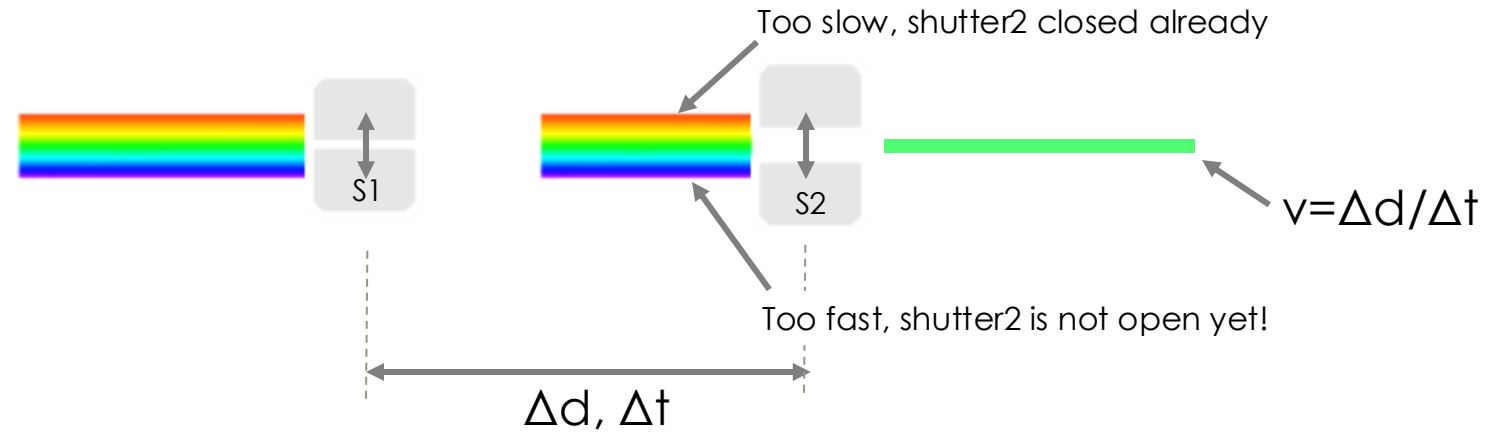 Too slow, shutter2 closed already
S1
S2
v=Δd/Δt
Too fast, shutter2 is not open yet!
Δd, Δt